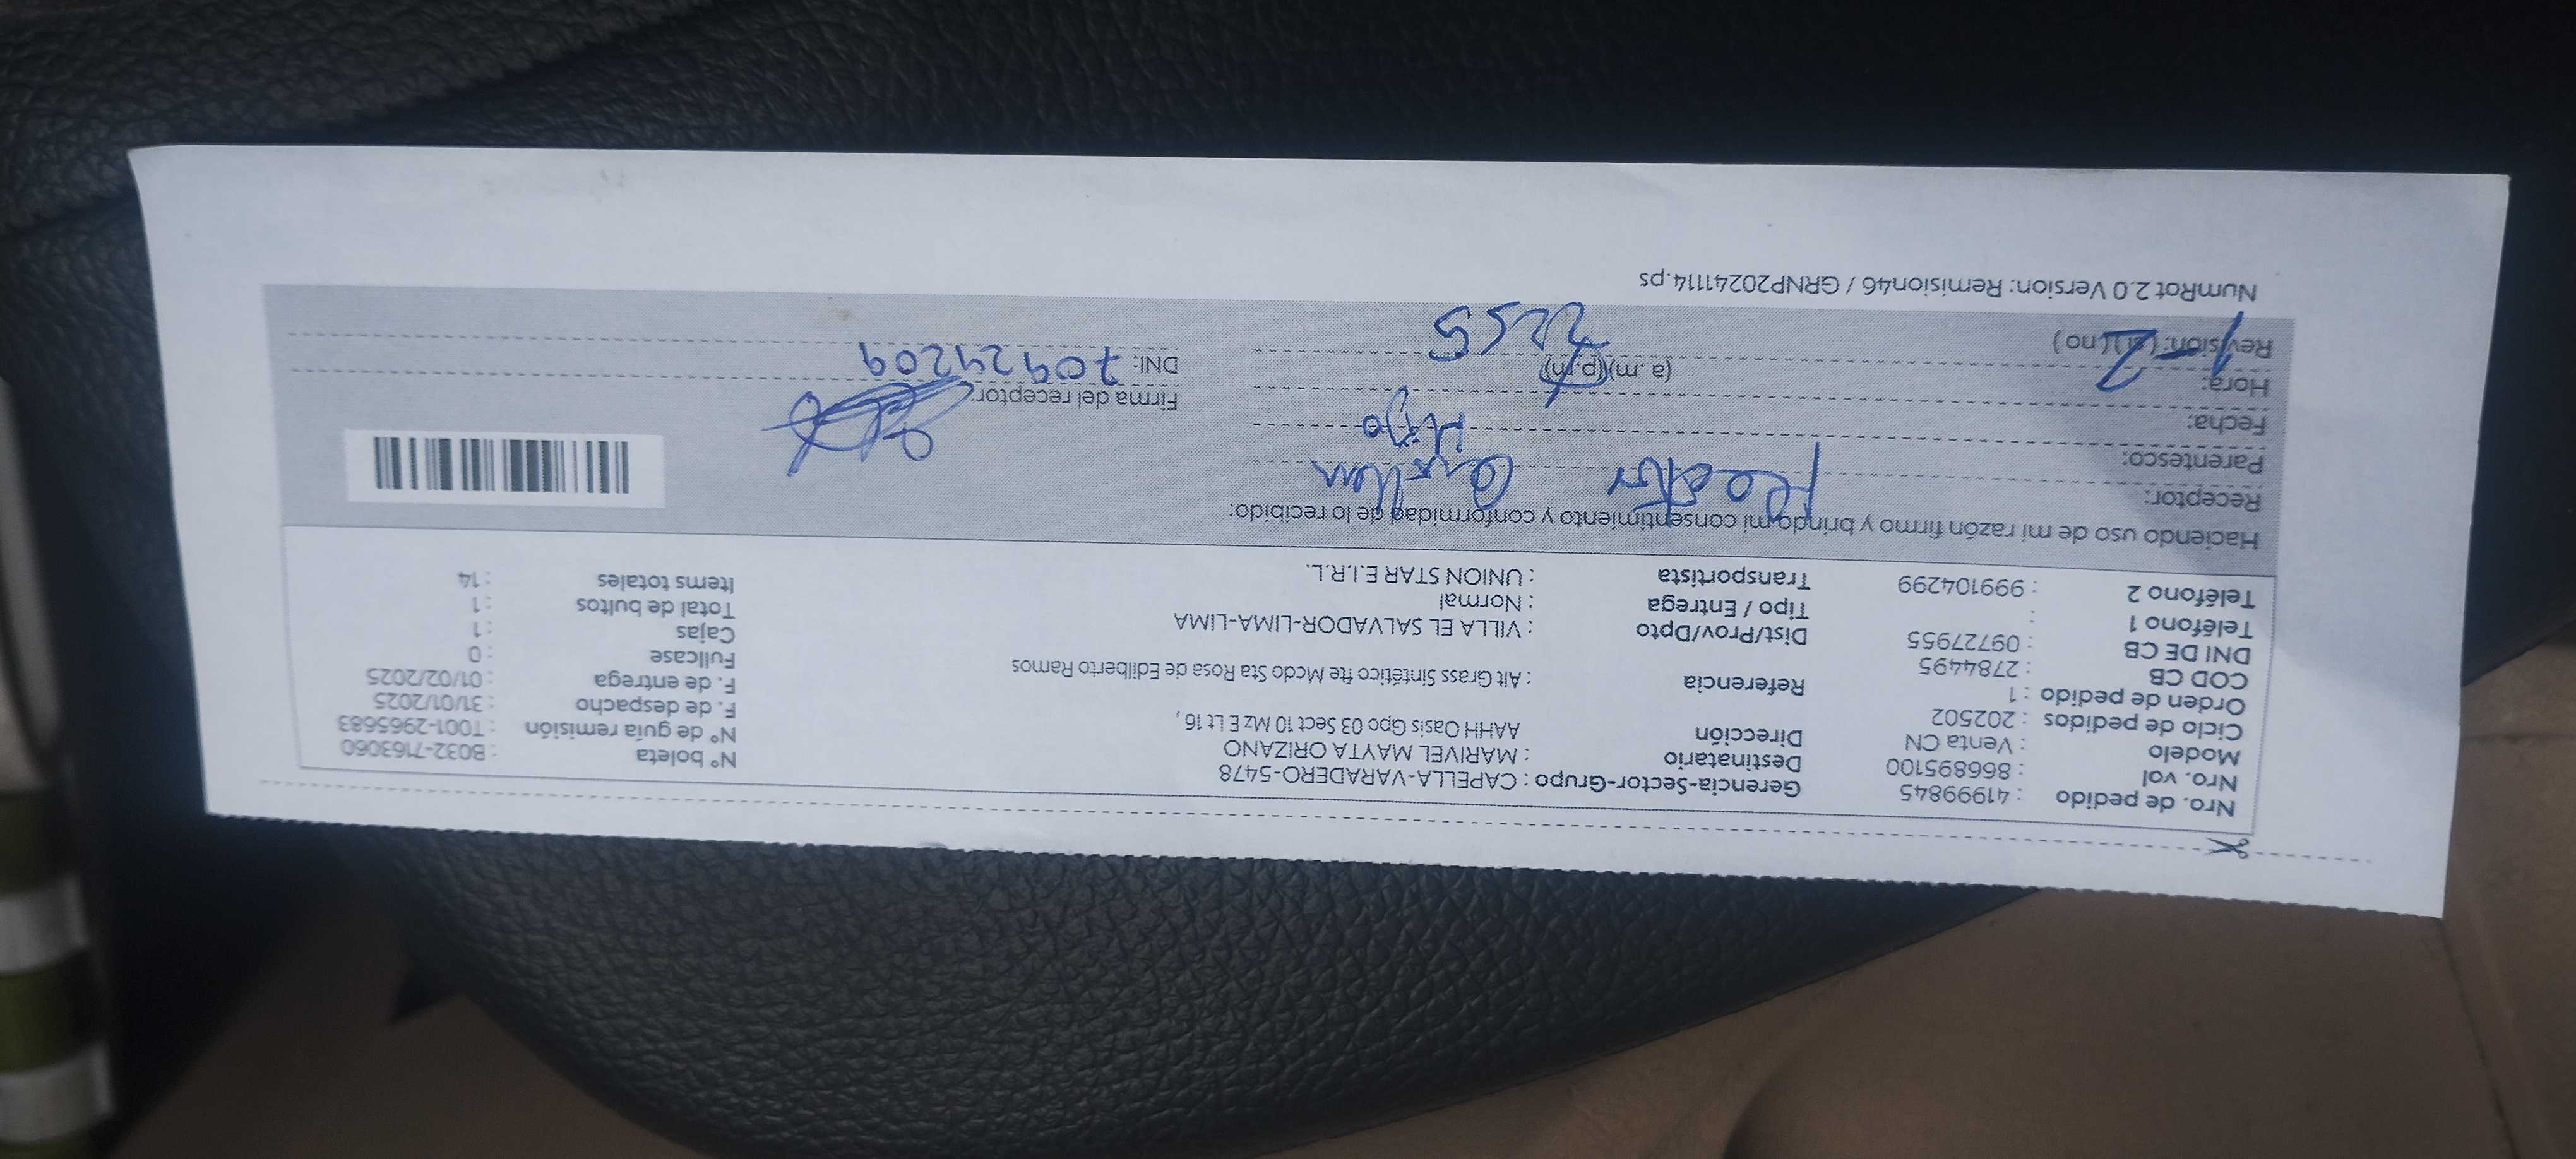 Nro. de pedido : 41999845 Gerencia-Sector-Grupo : CAPELLA-VARADERO-5478
Nro. vol : 866895100 Destinatario : MARIVEL MAYTA ORIZANO N° boleta : B032-7163060
Modelo : Venta CN Dirección AAHH Oasis Gpo 03 Sect 10 Mz E Lt 16 , N° de guía remisión : T001-2965683
Ciclo de pedidos : 202502 F. de despacho : 31/01/2025
Orden de pedido : 1 Referencia : Alt Grass Sintético fte Mcdo Sta Rosa de Edilberto Ramos F. de entrega : 01/02/2025
COD CB : 2784495 Fullcase : 0
DNI DE CB : 09727955 Dist/Prov/Dpto : VILLA EL SALVADOR-LIMA-LIMA Cajas : 1
Teléfono 1 : Tipo / Entrega : Normal Total de bultos : 1
Teléfono 2 : 999104299 Transportista : UNION STAR E.I.R.L. Items totales : 14
Haciendo uso de mi razón firmo y brindo mi consentimiento y conformidad de lo recibido:
Receptor: Hector
Parentesco: Hijo
Fecha: Firma del receptor:
Hora: 1-2 (a.m)(p.m) DNI: 70929209
Revisión: (si)(no)
NumRot 2.0 Version: Remision46 / GRNP20241114.ps